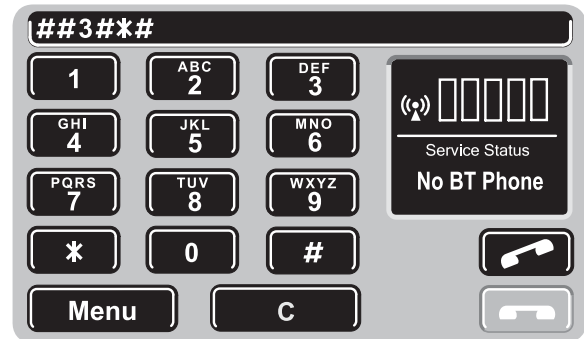 ##3#*#
1
ABC
2
DEF
3
GHI
4
JKL
5
MNO
6
Service Status
No BT Phone
PQRS
7
TUV
8
WXYZ
9
*
0
#
Menu
C